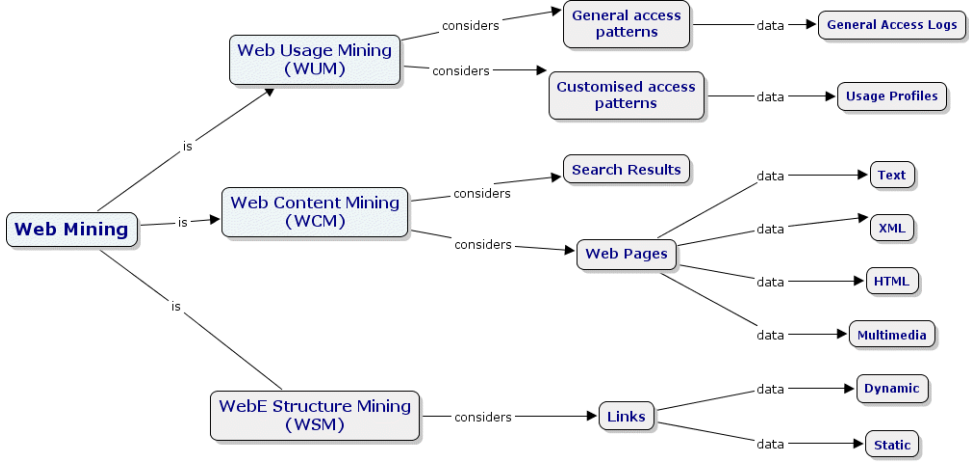 Web Mining
is
Web Usage Mining
(WUM)
considers
General access
patterns
data
General Access Logs
considers
Customised access
patterns
data
Usage Profiles
is
Web Content Mining
(WCM)
considers
Search Results
considers
Web Pages
data
Text
data
XML
data
HTML
data
Multimedia
is
WebE Structure Mining
(WSM)
considers
Links
data
Dynamic
data
Static